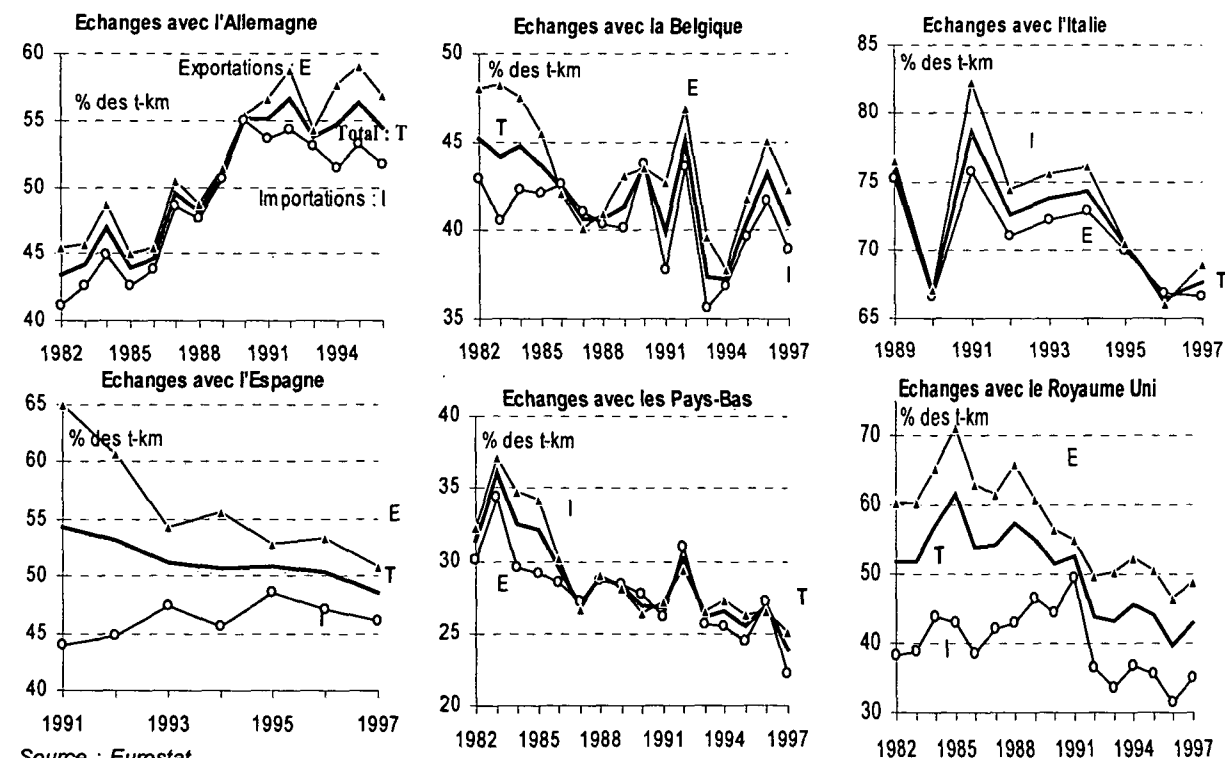 Echanges avec l'Allemagne
60
Exportations : E
% des t-km
55
Total : T
50
Importations : I
45
40
1982 1985 1988 1991 1994
Echanges avec la Belgique
50
% des t-km
E
T
45
40
I
35
1982 1985 1988 1991 1994 1997
Echanges avec l'Italie
85
% des t-km
80
I
75
E
70
T
65
1989 1991 1993 1995 1997
Echanges avec l'Espagne
65
% des t-km
60
55
E
50
T
45
I
40
1991 1993 1995 1997
Echanges avec les Pays-Bas
40
% des t-km
35
I
30
E
T
25
20
1982 1985 1988 1991 1994 1997
Echanges avec le Royaume Uni
% des t-km
70
E
60
50
T
40
I
30
1982 1985 1988 1991 1994 1997
Source : Eurostat